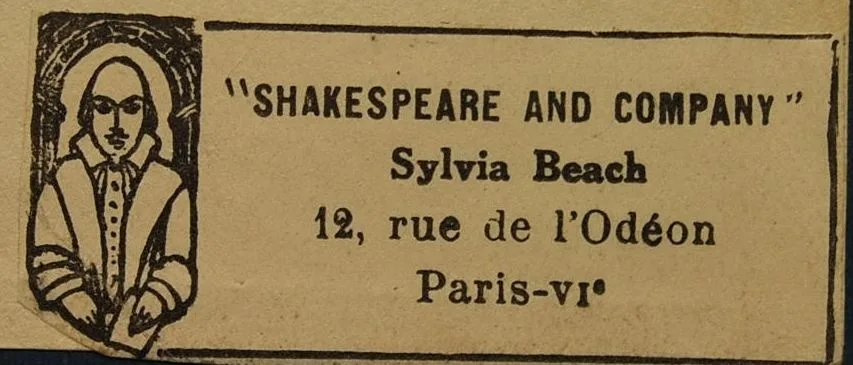 "SHAKESPEARE AND COMPANY"
Sylvia Beach
12, rue de l'Odéon
Paris-VIe